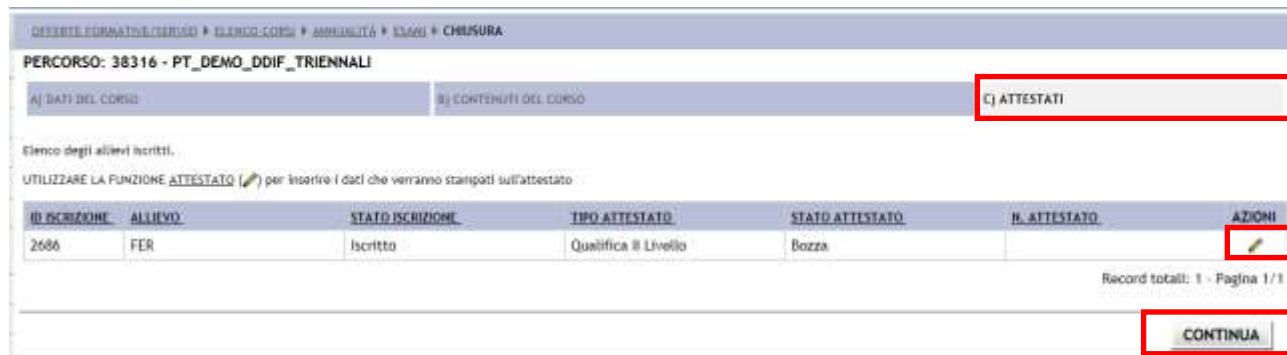 OFFERTE FORMATIVE/SERVIZI ELENCO CORSI ANNUALITÀ ESAMI CHIUSURA
PERCORSO: 38316 - PT_DEMO_DDIF_TRIENNALI
A) DATI DEL CORSO B) CONTENUTI DEL CORSO C) ATTESTATI
Elenco degli allievi iscritti.
UTILIZZARE LA FUNZIONE ATTESTATO () per inserire i dati che verranno stampati sull'attestato
ID ISCRIZIONE ALLIEVO STATO ISCRIZIONE TIPO ATTESTATO STATO ATTESTATO N. ATTESTATO AZIONI
2686 FER Iscritto Qualifica II Livello Bozza
Record totali: 1 - Pagina 1/1
CONTINUA